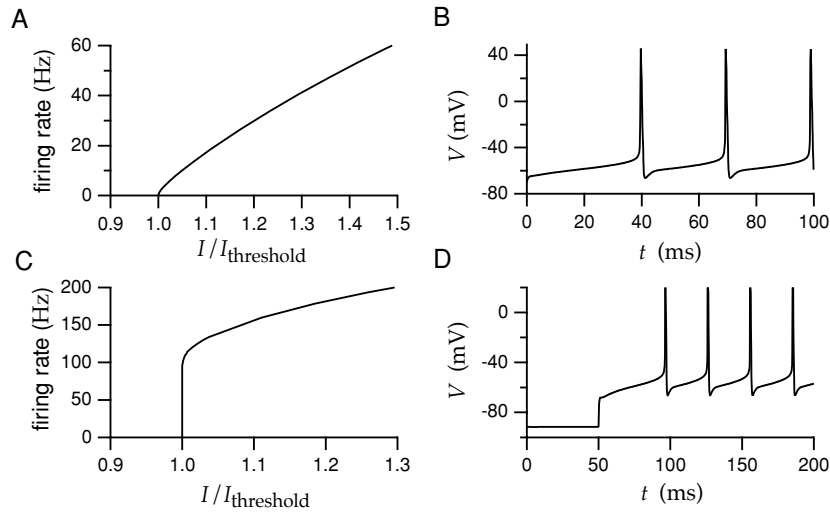 A
firing rate (Hz)
60
40
20
0
0.9 1.0 1.1 1.2 1.3 1.4 1.5
I/I threshold
B
V (mV)
40
0
-40
-80
0 20 40 60 80 100
t (ms)
C
firing rate (Hz)
200
150
100
50
0
0.9 1.0 1.1 1.2 1.3
I/I threshold
D
V (mV)
0
-40
-80
0 50 100 150 200
t (ms)